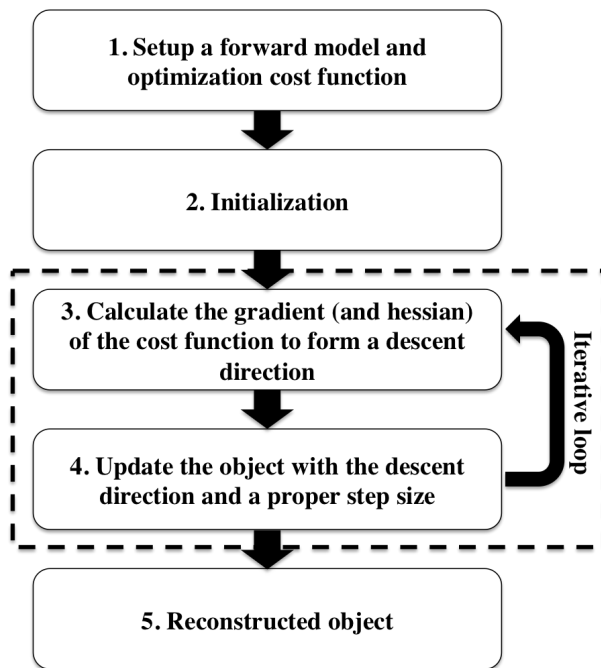 1. Setup a forward model and
optimization cost function
2. Initialization
3. Calculate the gradient (and hessian)
of the cost function to form a descent
direction
4. Update the object with the descent
direction and a proper step size
Iterative loop
5. Reconstructed object